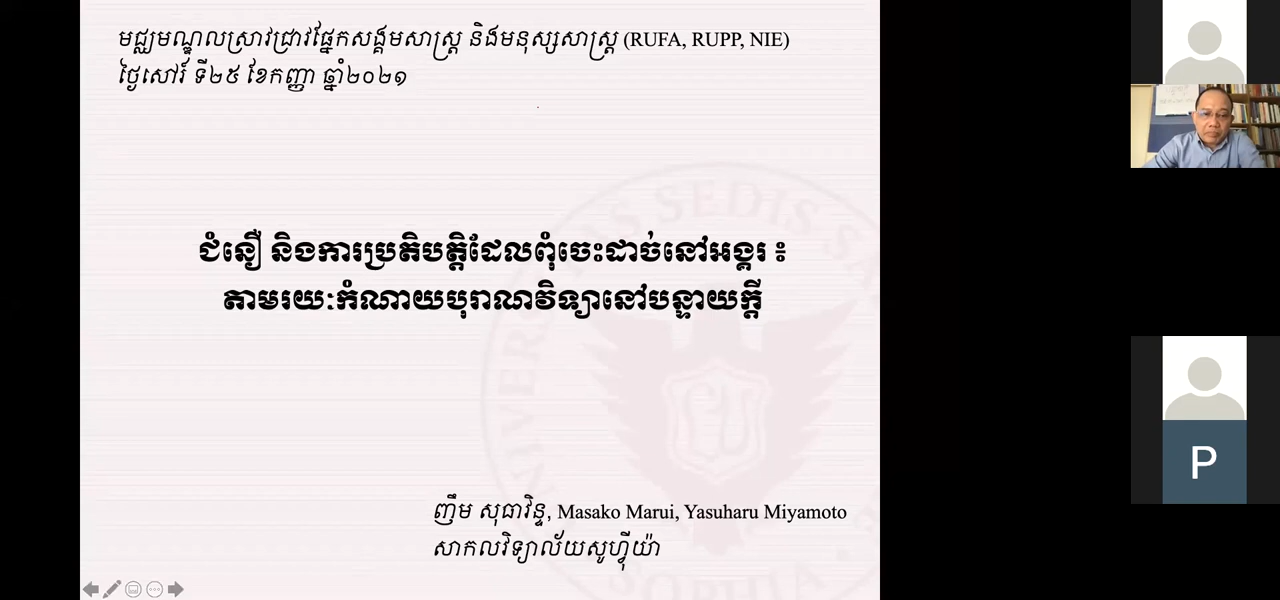 មជ្ឈមណ្ឌលស្រាវជ្រាវផ្នែកសង្គមសាស្ត្រ និងមនុស្សសាស្ត្រ (RUFA, RUPP, NIE)
ថ្ងៃសៅរ៍ ទី២៥ ខែកញ្ញា ឆ្នាំ២០២១
ជំនឿ និងការប្រតិបត្តិដែលពុំចេះដាច់នៅអង្គរ ៖
តាមរយៈកំណាយបុរាណវិទ្យានៅបន្ទាយក្តី
ញឹម សុធាវិន្ទ, Masako Marui, Yasuharu Miyamoto
សាកលវិទ្យាល័យសូហ្វ៊ីយ៉ា
P
SEDIS
SOPHIA